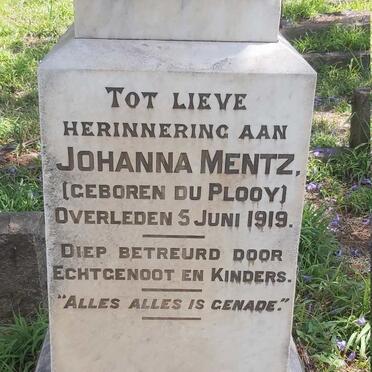 TOT LIEVE
HERINNERING AAN
JOHANNA MENTZ,
(GEBOREN DU PLOOY)
OVERLEDEN 5 JUNI 1919.
DIEP BETREURD DOOR
ECHTGENOOT EN KINDERS.
"ALLES ALLES IS GENADE."